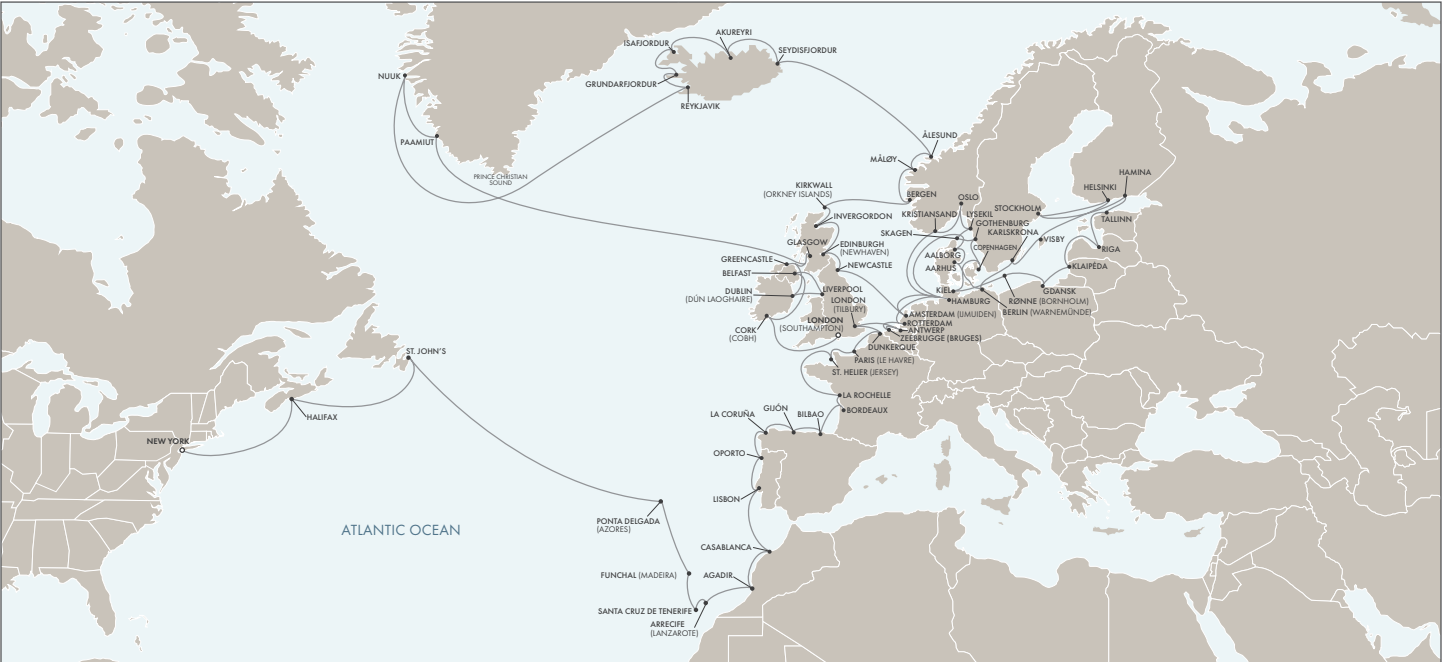 AKUREYRI
ISAFJORDUR
SEYDISFJORDUR
NUUK
GRUNDARFJORDUR
REYKJAVIK
PAAMIUT
ÅLESUND
MÅLØY
PRINCE CHRISTIAN
SOUND
HAMINA
HELSINKI
KIRKWALL
(ORKNEY ISLANDS)
BERGEN
OSLO
STOCKHOLM
INVERGORDON
KRISTIANSAND
LYSEKIL
TALLINN
GOTHENBURG
SKAGEN
KARLSKRONA
GLASGOW
EDINBURGH
(NEWHAVEN)
COPENHAGEN
VISBY
RIGA
GREENCASTLE
AALBORG
NEWCASTLE
AARHUS
KLAIPĖDA
BELFAST
DUBLIN
(DÚN LAOGHAIRE)
LIVERPOOL
KIEL
GDAŃSK
LONDON
(TILBURY)
HAMBURG
RØNNE (BORNHOLM)
BERLIN (WARNEMÜNDE)
AMSTERDAM (IJMUIDEN)
LONDON
(SOUTHAMPTON)
ROTTERDAM
CORK
(COBH)
ANTWERP
ZEEBRUGGE (BRUGES)
DUNKERQUE
ST. JOHN'S
PARIS (LE HAVRE)
ST. HELIER (JERSEY)
LA ROCHELLE
HALIFAX
LA CORUÑA
GIJÓN
BILBAO
BORDEAUX
NEW YORK
OPORTO
LISBON
PONTA DELGADA
(AZORES)
ATLANTIC OCEAN
CASABLANCA
FUNCHAL (MADEIRA)
AGADIR
SANTA CRUZ DE TENERIFE
ARRECIFE
(LANZAROTE)